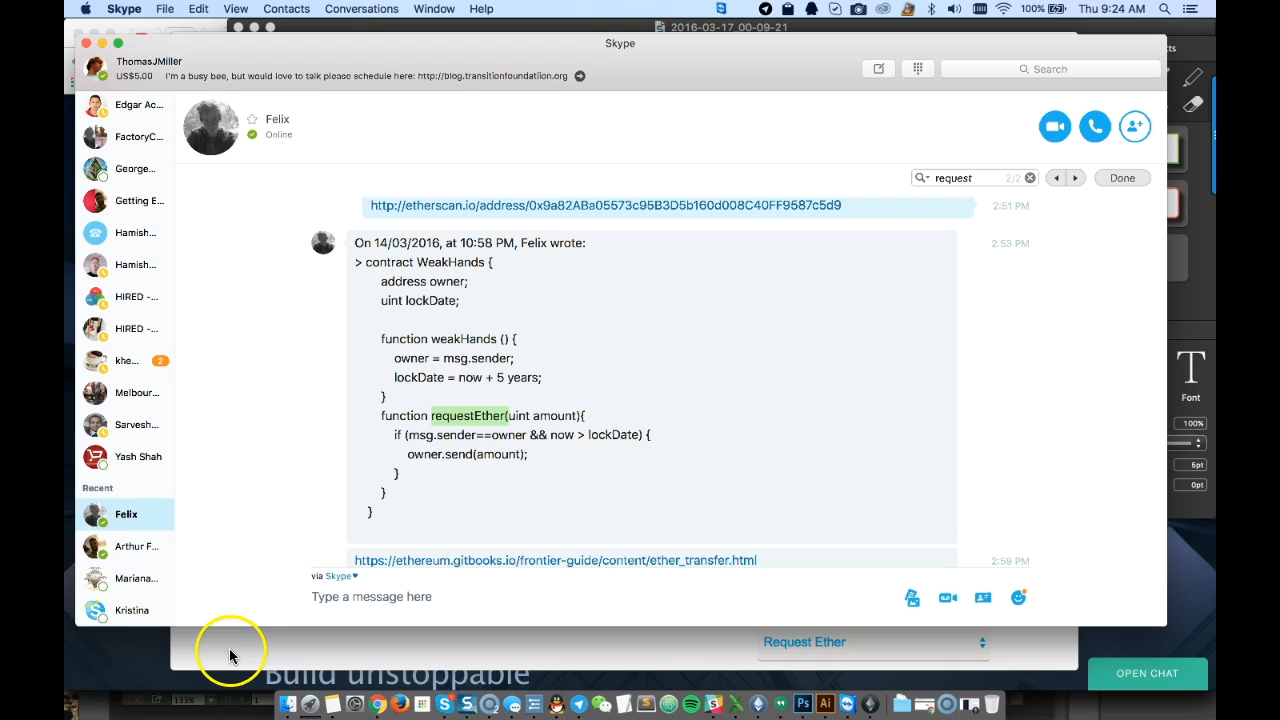 Skype File Edit View Contacts Conversations Window Help 100% Thu 9:24 AM
2016-03-17_00-09-21
Skype
ThomasJMiller
US$5.00 I'm a busy bee, but would love to talk please schedule here: http://blog.transitionfoundatiion.org
Search
Edgar Ac...
FactoryC...
George...
Getting E...
Hamish...
Hamish...
HIRED -...
HIRED -...
khe... 2
Melbour...
Sarvesh...
Yash Shah
Recent
Felix
Arthur F...
Mariana...
Kristina
Felix
Online
request 2/2 Done
http://etherscan.io/address/0x9a82ABa05573c95B3D5b160d008C40FF9587c5d9 2:51 PM
On 14/03/2016, at 10:58 PM, Felix wrote: 2:53 PM
> contract WeakHands {
address owner;
uint lockDate;
function weakHands () {
owner = msg.sender;
lockDate = now + 5 years;
}
function requestEther(uint amount){
if (msg.sender==owner && now > lockDate) {
owner.send(amount);
}
}
}
https://ethereum.gitbooks.io/frontier-guide/content/ether_transfer.html 2:59 PM
via Skype
Type a message here
Request Ether
Build unstoppable
OPEN CHAT
T
Font
100%
5pt
0pt
133%